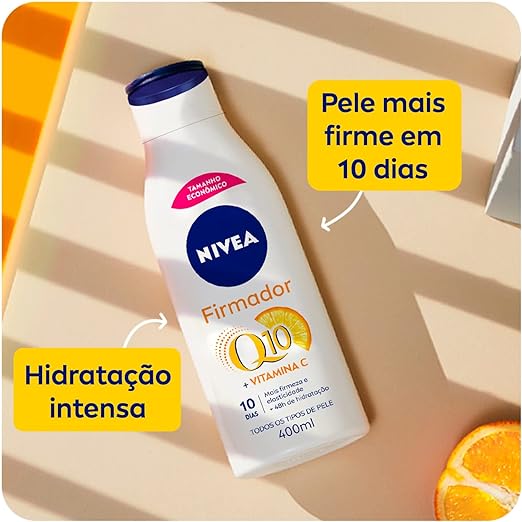 Pele mais
firme em
10 dias
TAMANHO
ECONÔMICO
NIVEA
Firmador
Q10
+ VITAMINA C
10
DIAS
Mais firmeza e
elasticidade
+ 48h de hidratação
TODOS OS TIPOS DE PELE
400ml
Hidratação
intensa